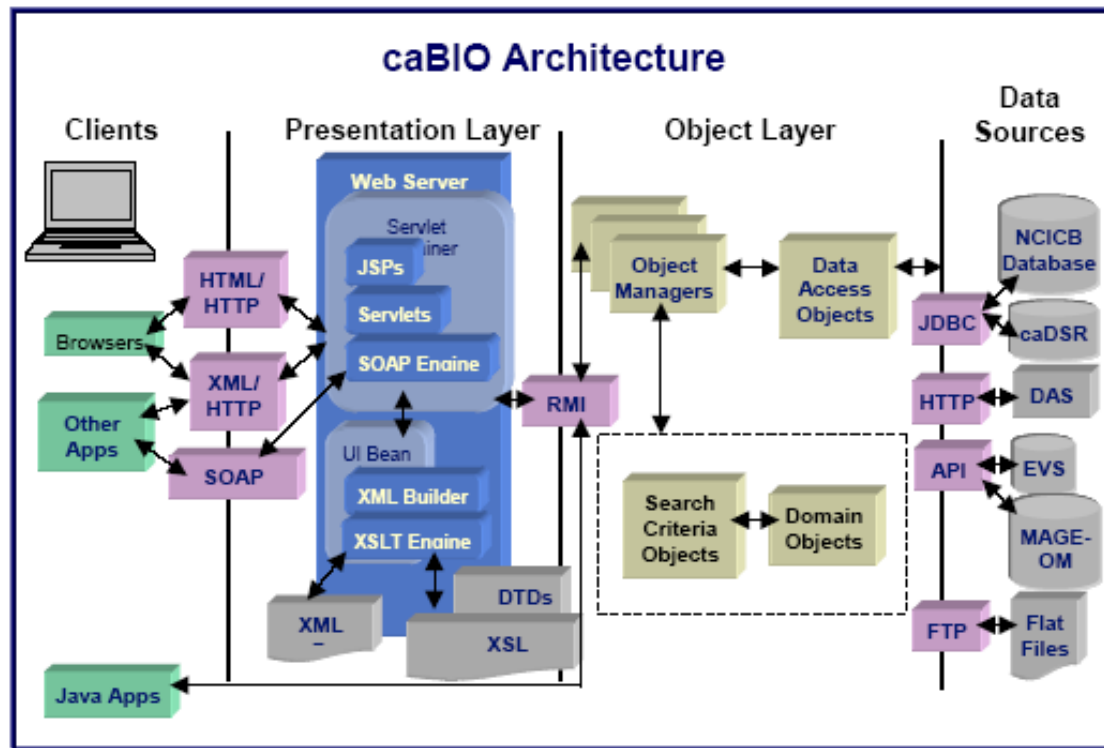 caBIO Architecture
Clients
Presentation Layer
Object Layer
Data
Sources
Web Server
Servlet
iner
JSPs
Servlets
SOAP Engine
UI Bean
XML Builder
XSLT Engine
DTDs
XSL
XML
HTML/
HTTP
XML/
HTTP
SOAP
Browsers
Other
Apps
Java Apps
RMI
Object
Managers
Data
Access
Objects
Search
Criteria
Objects
Domain
Objects
JDBC
HTTP
API
FTP
NCICB
Database
caDSR
DAS
EVS
MAGE-
OM
Flat
Files